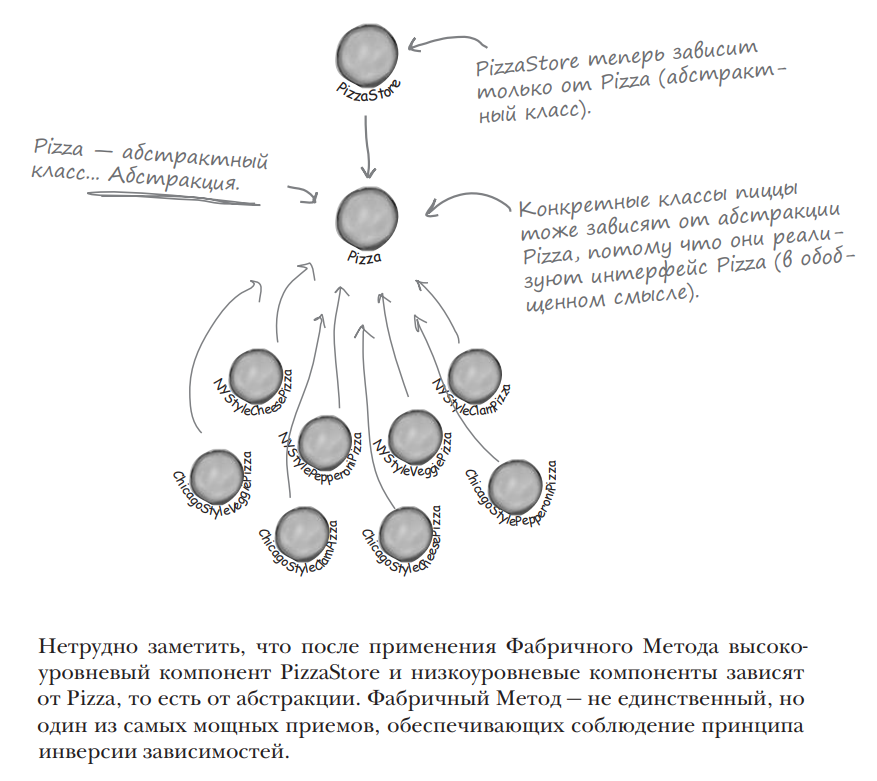 PizzaStore
PizzaStore теперь зависит
только от Pizza (абстракт-
ный класс).
Pizza — абстрактный
класс... Абстракция.
Pizza
Конкретные классы пиццы
тоже зависят от абстракции
Pizza, потому что они реали-
зуют интерфейс Pizza (в обоб-
щенном смысле).
NYStyleCheesePizza
NYStyleClamPizza
NYStylePepperoniPizza
NYStyleVeggiePizza
ChicagoStyleVeggiePizza
ChicagoStylePepperoniPizza
ChicagoStyleClamPizza
ChicagoStyleCheesePizza
Нетрудно заметить, что после применения Фабричного Метода высоко-
уровневый компонент PizzaStore и низкоуровневые компоненты зависят
от Pizza, то есть от абстракции. Фабричный Метод — не единственный, но
один из самых мощных приемов, обеспечивающих соблюдение принципа
инверсии зависимостей.